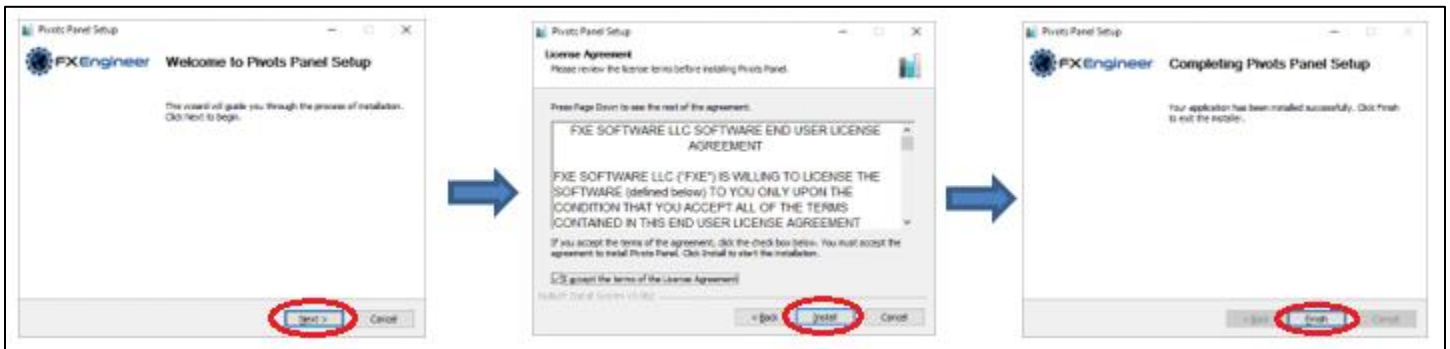 Pivots Panel Setup
FXEngineer
Welcome to Pivots Panel Setup
The wizard will guide you through the process of installation.
Click Next to begin.
Next >
Cancel
Pivots Panel Setup
License Agreement
Please review the license terms before installing Pivots Panel.
Press Page Down to see the rest of the agreement.
FXE SOFTWARE LLC SOFTWARE END USER LICENSE
AGREEMENT
FXE SOFTWARE LLC ("FXE") IS WILLING TO LICENSE THE
SOFTWARE (defined below) TO YOU ONLY UPON THE
CONDITION THAT YOU ACCEPT ALL OF THE TERMS
CONTAINED IN THIS END USER LICENSE AGREEMENT
If you accept the terms of the agreement, click the check box below. You must accept the
agreement to install Pivots Panel. Click Install to start the installation.
I accept the terms of the License Agreement
< Back
Install
Cancel
Pivots Panel Setup
FXEngineer
Completing Pivots Panel Setup
Your application has been installed successfully. Click Finish
to exit the installer.
< Back
Finish
Cancel